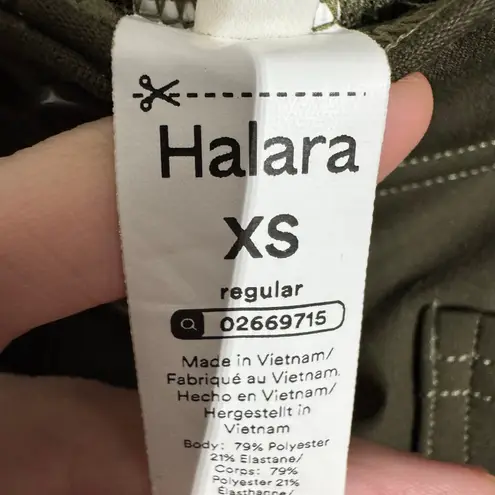 Halara
XS
regular
02669715
Made in Vietnam/
Fabriqué au Vietnam.
Hecho en Vietnam/
Hergestellt in
Vietnam
Body: 79% Polyester
21% Elastane/
Corps: 79%
Polyester 21%
Élasthanne/